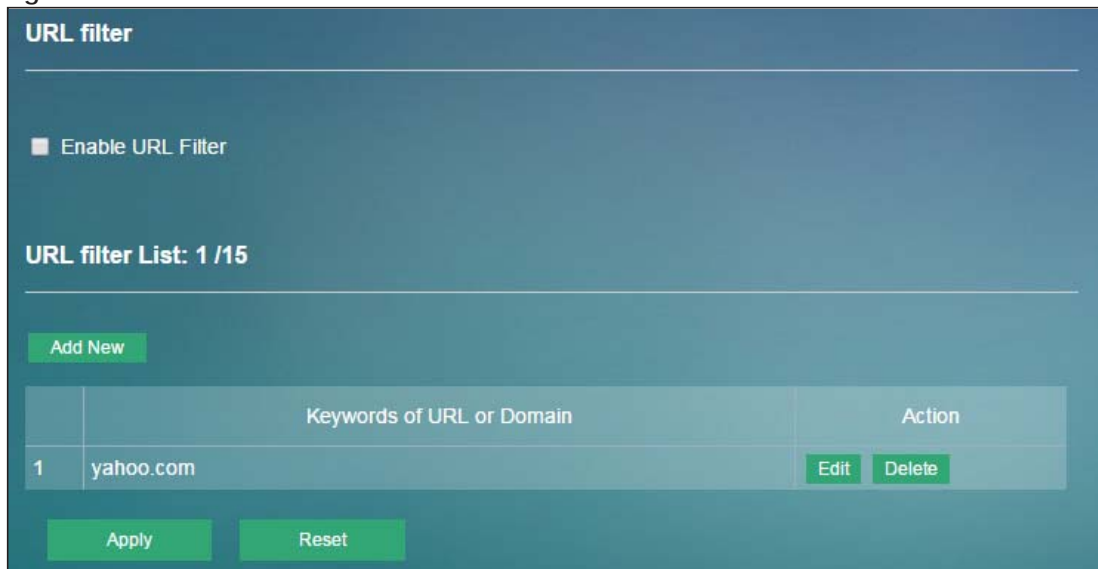 URL filter
Enable URL Filter
URL filter List: 1 /15
Add New
Keywords of URL or Domain Action
1 yahoo.com Edit Delete
Apply Reset